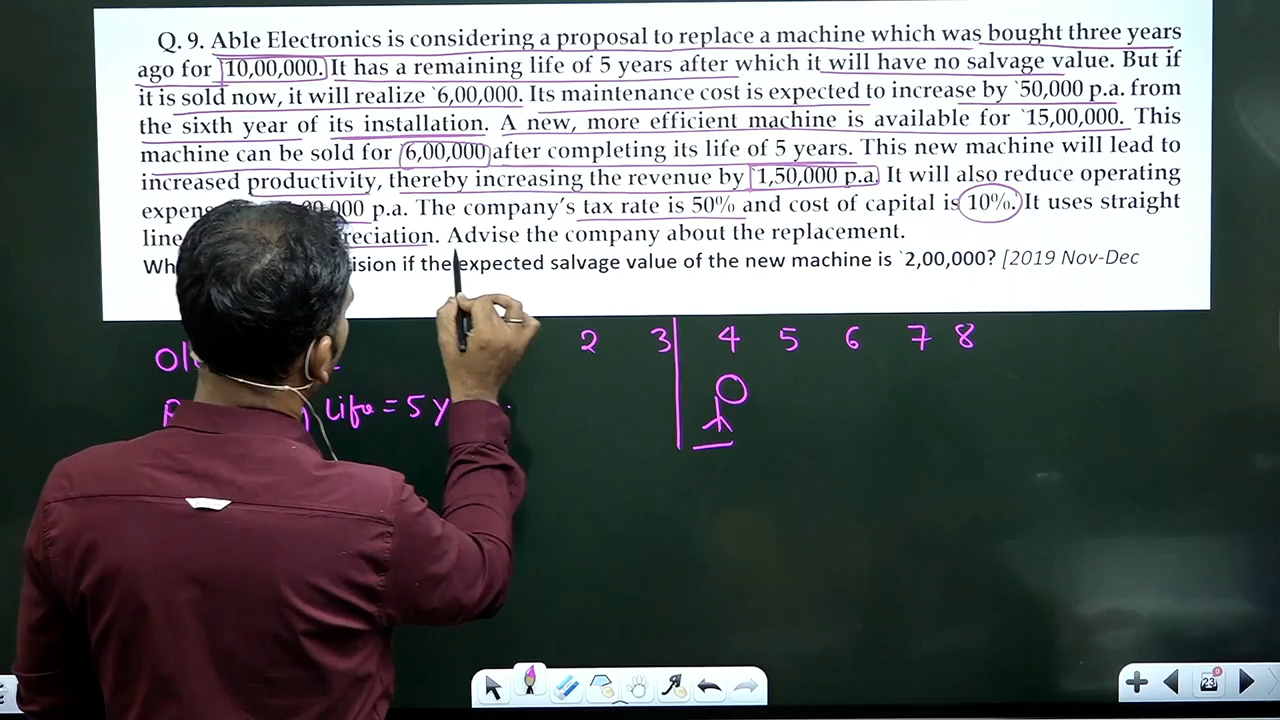 Q. 9. Able Electronics is considering a proposal to replace a machine which was bought three years
ago for 10,00,000. It has a remaining life of 5 years after which it will have no salvage value. But if
it is sold now, it will realize `6,00,000. Its maintenance cost is expected to increase by `50,000 p.a. from
the sixth year of its installation. A new, more efficient machine is available for `15,00,000. This
machine can be sold for 6,00,000 after completing its life of 5 years. This new machine will lead to
increased productivity, thereby increasing the revenue by `1,50,000 p.a. It will also reduce operating
p.a. The company's tax rate is 50% and cost of capital is 10%. It uses straight
line Advise the company about the replacement.
if the expected salvage value of the new machine is `2,00,000? [2019 Nov-Dec
2 3 4 5 6 7 8
life = 5
23